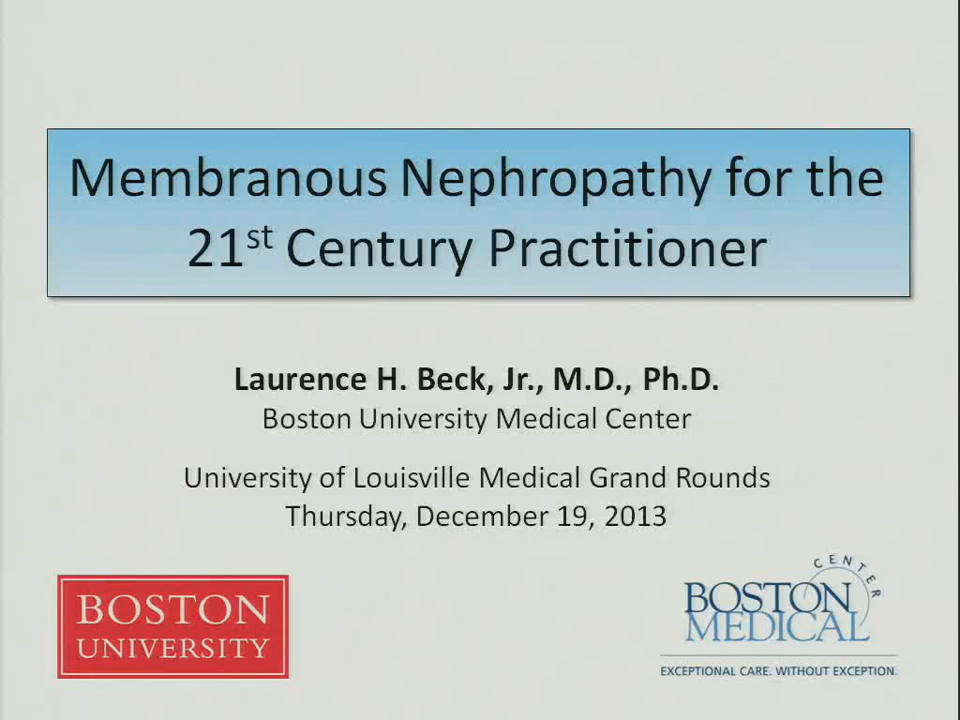 Membranous Nephropathy for the
21st Century Practitioner
Laurence H. Beck, Jr., M.D., Ph.D.
Boston University Medical Center
University of Louisville Medical Grand Rounds
Thursday, December 19, 2013
BOSTON
UNIVERSITY
CENTER
BOSTON
MEDICAL
EXCEPTIONAL CARE. WITHOUT EXCEPTION.